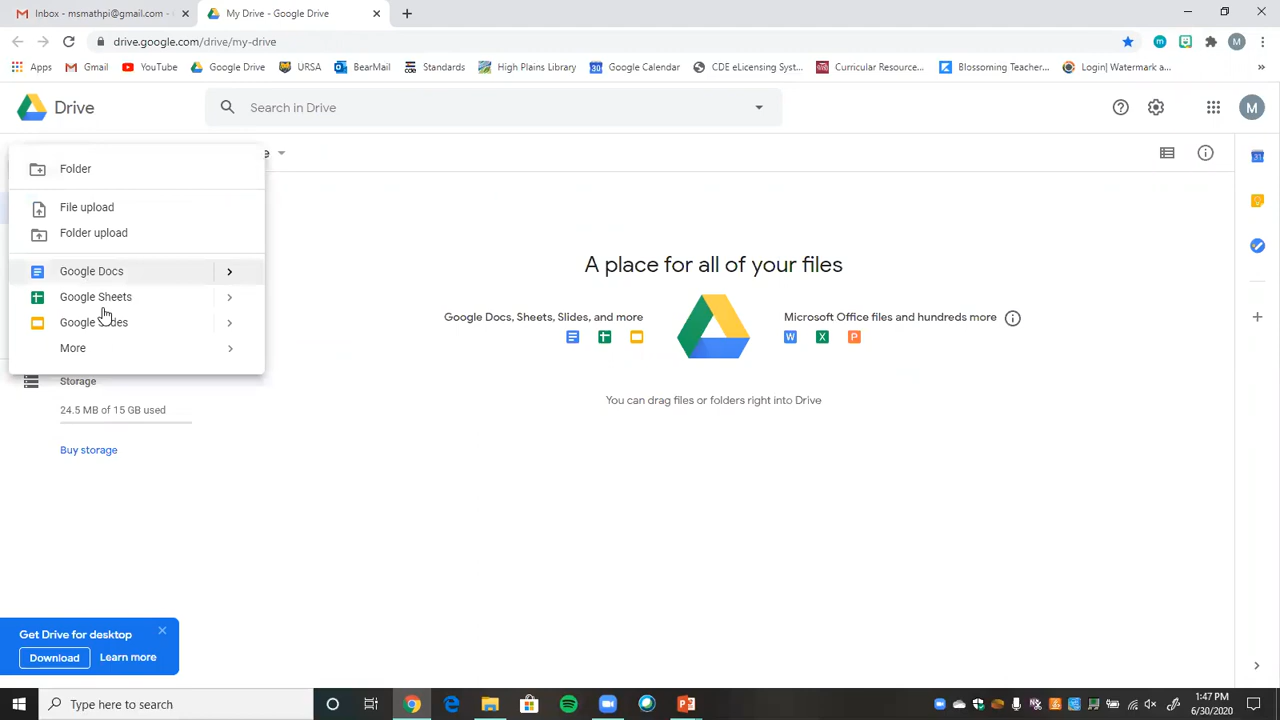 Inbox - msmathpi@gmail.com -
My Drive - Google Drive
drive.google.com/drive/my-drive
M
Apps
Gmail
YouTube
Google Drive
URSA
BearMail
Standards
High Plains Library
Google Calendar
CDE eLicensing Syst...
Curricular Resource...
Blossoming Teacher...
Login| Watermark a...
Drive
Search in Drive
M
Folder
File upload
Folder upload
Google Docs
Google Sheets
More
Storage
24.5 MB of 15 GB used
Buy storage
A place for all of your files
Google Docs, Sheets, Slides, and more
Microsoft Office files and hundreds more
W
X
P
You can drag files or folders right into Drive
Get Drive for desktop
Download
Learn more
Type here to search
1:47 PM
6/30/2020